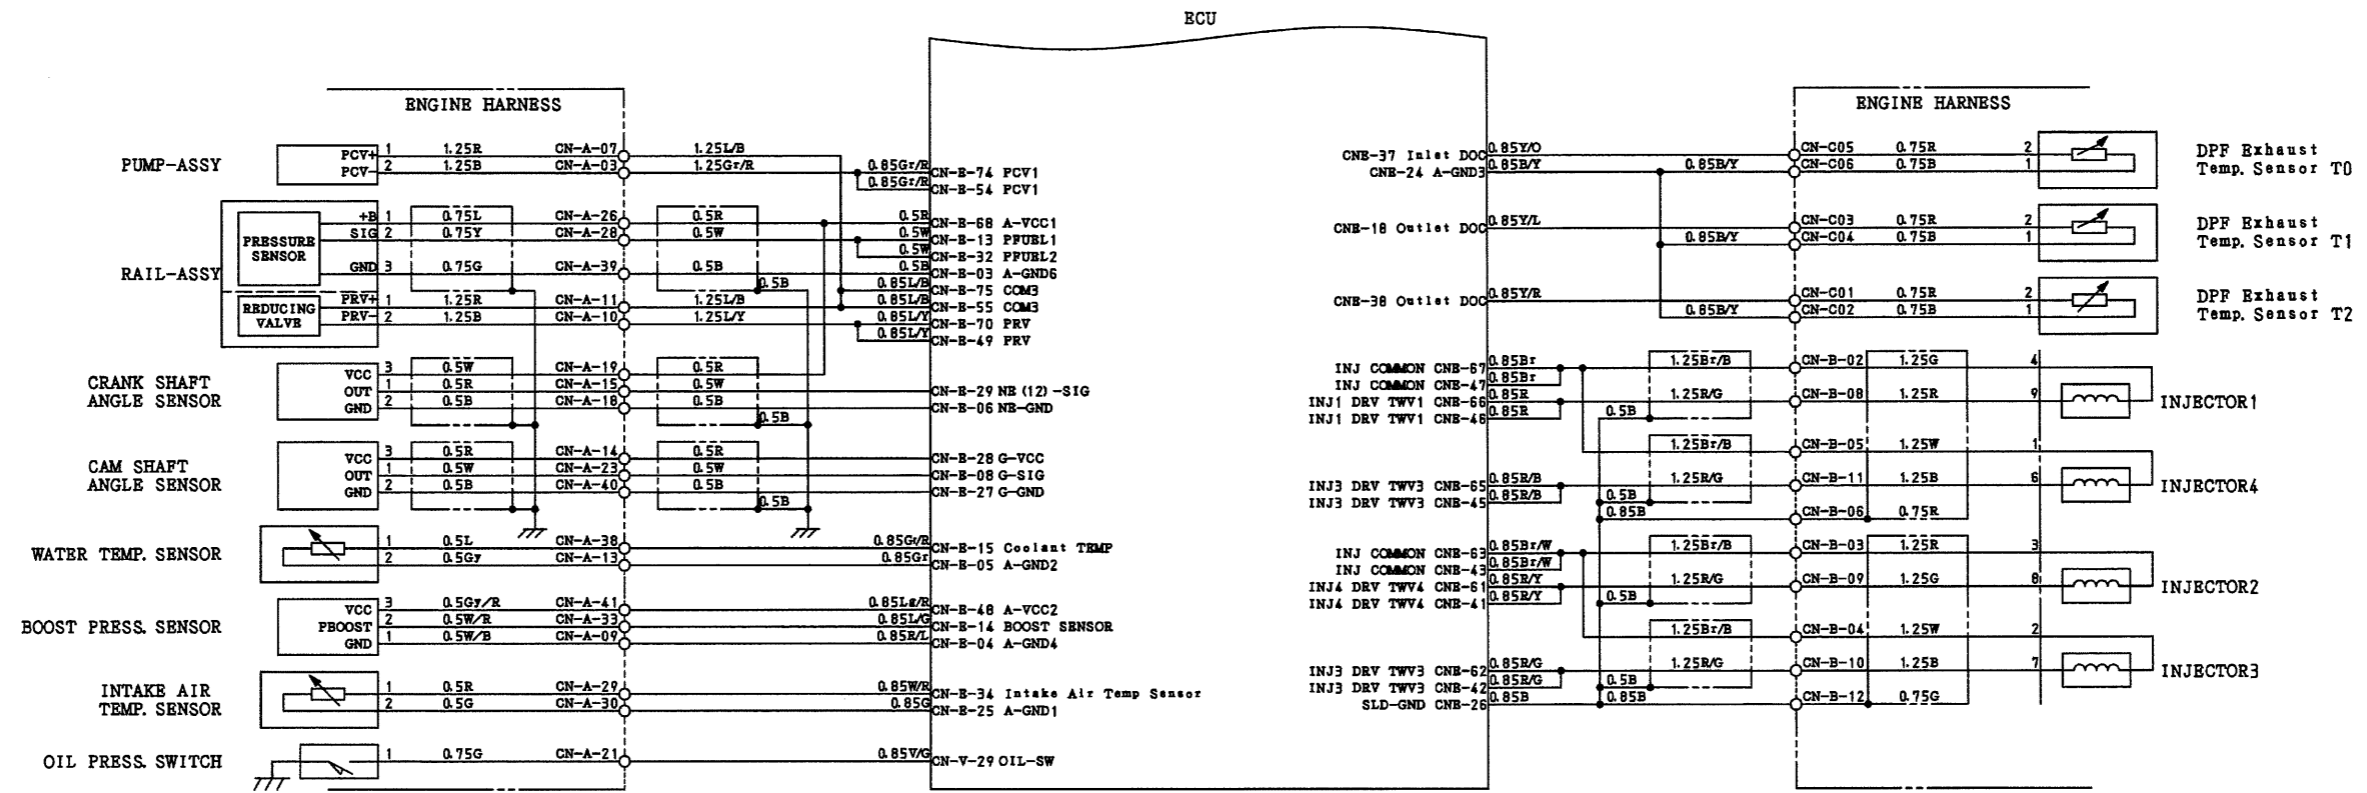 ECU
ENGINE HARNESS
PUMP-ASSY
PCV+ 1 1.25R CN-A-07 1.25L/B
PCV- 2 1.25B CN-A-03 1.25Gr/R 0.85Gr/R CN-E-74 PCV1
0.85Gr/R CN-E-54 PCV1
RAIL-ASSY
PRESSURE SENSOR
+B 1 0.75L CN-A-26 0.5R 0.5R CN-E-68 A-VCC1
SIG 2 0.75Y CN-A-28 0.5W 0.5W CN-E-13 PFUEL1
0.5W CN-E-32 PFUEL2
GND 3 0.75G CN-A-39 0.5B 0.5B CN-E-03 A-GND6
0.5B 0.85L/B CN-E-75 COM3
REDUCING VALVE
PRV+ 1 1.25R CN-A-11 1.25L/B 0.85L/B CN-E-55 COM3
PRV- 2 1.25B CN-A-10 1.25L/Y 0.85L/Y CN-E-70 PRV
0.85L/Y CN-E-49 PRV
CRANK SHAFT
ANGLE SENSOR
VCC 3 0.5W CN-A-19 0.5R
OUT 1 0.5R CN-A-15 0.5W CN-E-29 NE(12)-SIG
GND 2 0.5B CN-A-18 0.5B CN-E-06 NE-GND
0.5B
CAM SHAFT
ANGLE SENSOR
VCC 3 0.5R CN-A-14 0.5R CN-E-28 G-VCC
OUT 1 0.5W CN-A-23 0.5W CN-E-08 G-SIG
GND 2 0.5B CN-A-40 0.5B CN-E-27 G-GND
0.5B
WATER TEMP. SENSOR
1 0.5L CN-A-38 0.85Gr/R CN-E-15 Coolant TEMP
2 0.5Gy CN-A-13 0.85Gr CN-E-05 A-GND2
BOOST PRESS. SENSOR
VCC 3 0.5Gy/R CN-A-41 0.85Lg/R CN-E-48 A-VCC2
PBOOST 2 0.5W/R CN-A-33 0.85L/G CN-E-14 BOOST SENSOR
GND 1 0.5W/B CN-A-09 0.85R/L CN-E-04 A-GND4
INTAKE AIR
TEMP. SENSOR
1 0.5R CN-A-29 0.85W/R CN-E-34 Intake Air Temp Sensor
2 0.5G CN-A-30 0.85G CN-E-25 A-GND1
OIL PRESS. SWITCH
1 0.75G CN-A-21 0.85V/G CN-V-29 OIL-SW
ENGINE HARNESS
CNE-37 Inlet DOC 0.85Y/O CN-C05 0.75R 2
CNE-24 A-GND3 0.85B/Y 0.85B/Y CN-C06 0.75B 1
DPF Exhaust
Temp. Sensor T0
CNE-18 Outlet DOC 0.85Y/L CN-C03 0.75R 2
0.85B/Y CN-C04 0.75B 1
DPF Exhaust
Temp. Sensor T1
CNE-38 Outlet DOC 0.85Y/R CN-C01 0.75R 2
0.85B/Y CN-C02 0.75B 1
DPF Exhaust
Temp. Sensor T2
INJ COMMON CNE-67 0.85Br 1.25Br/B CN-B-02 1.25G 4
INJ COMMON CNE-47 0.85Br
INJ1 DRV TWV1 CNE-66 0.85R 1.25R/G CN-B-08 1.25R 9 INJECTOR1
INJ1 DRV TWV1 CNE-46 0.85R 0.5B
1.25Br/B CN-B-05 1.25W 1
INJ3 DRV TWV3 CNE-65 0.85R/B 1.25R/G CN-B-11 1.25B 6 INJECTOR4
INJ3 DRV TWV3 CNE-45 0.85R/B 0.5B
0.85B CN-B-06 0.75R
INJ COMMON CNE-63 0.85Br/W 1.25Br/B CN-B-03 1.25R 3
INJ COMMON CNE-43 0.85Br/W
INJ4 DRV TWV4 CNE-61 0.85R/Y 1.25R/G CN-B-09 1.25G 8 INJECTOR2
INJ4 DRV TWV4 CNE-41 0.85R/Y 0.5B
1.25Br/B CN-B-04 1.25W 2
INJ3 DRV TWV3 CNE-62 0.85R/G 1.25R/G CN-B-10 1.25B 7 INJECTOR3
INJ3 DRV TWV3 CNE-42 0.85R/G 0.5B
SLD-GND CNE-26 0.85B 0.85B CN-B-12 0.75G